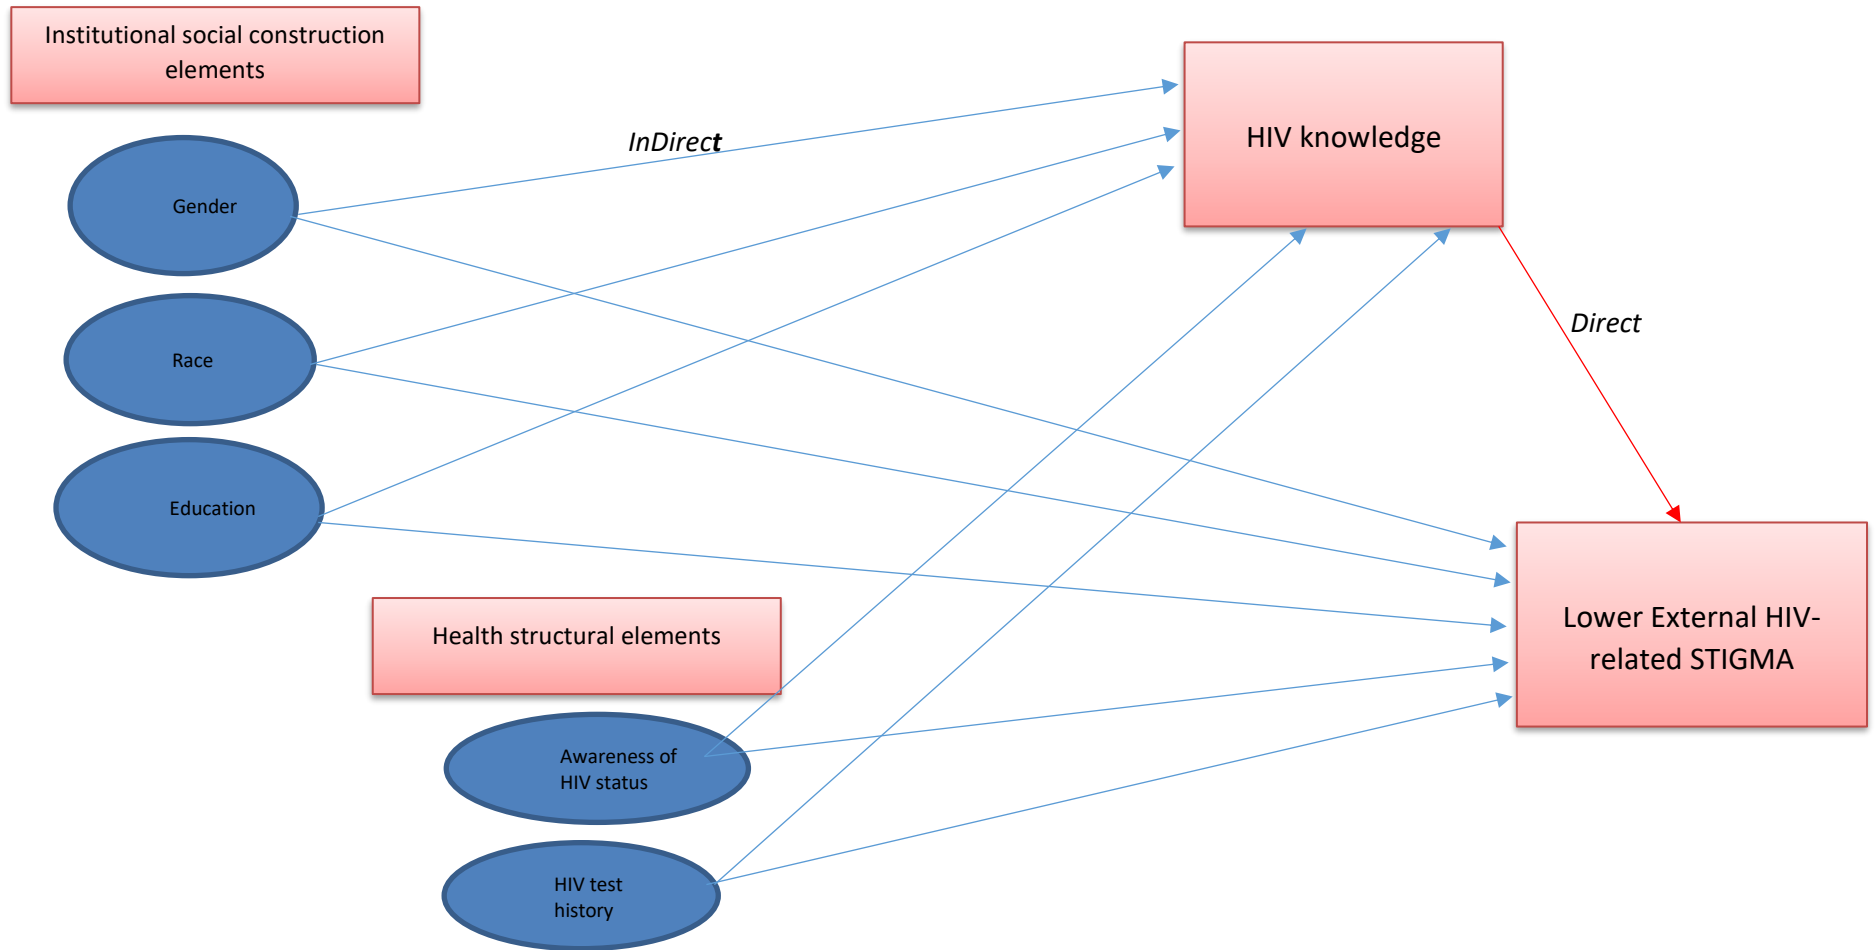 Institutional social construction
elements
HIV knowledge
InDirect
Gender
Direct
Race
Education
Lower External HIV-
related STIGMA
Health structural elements
Awareness of
HIV status
HIV test
history